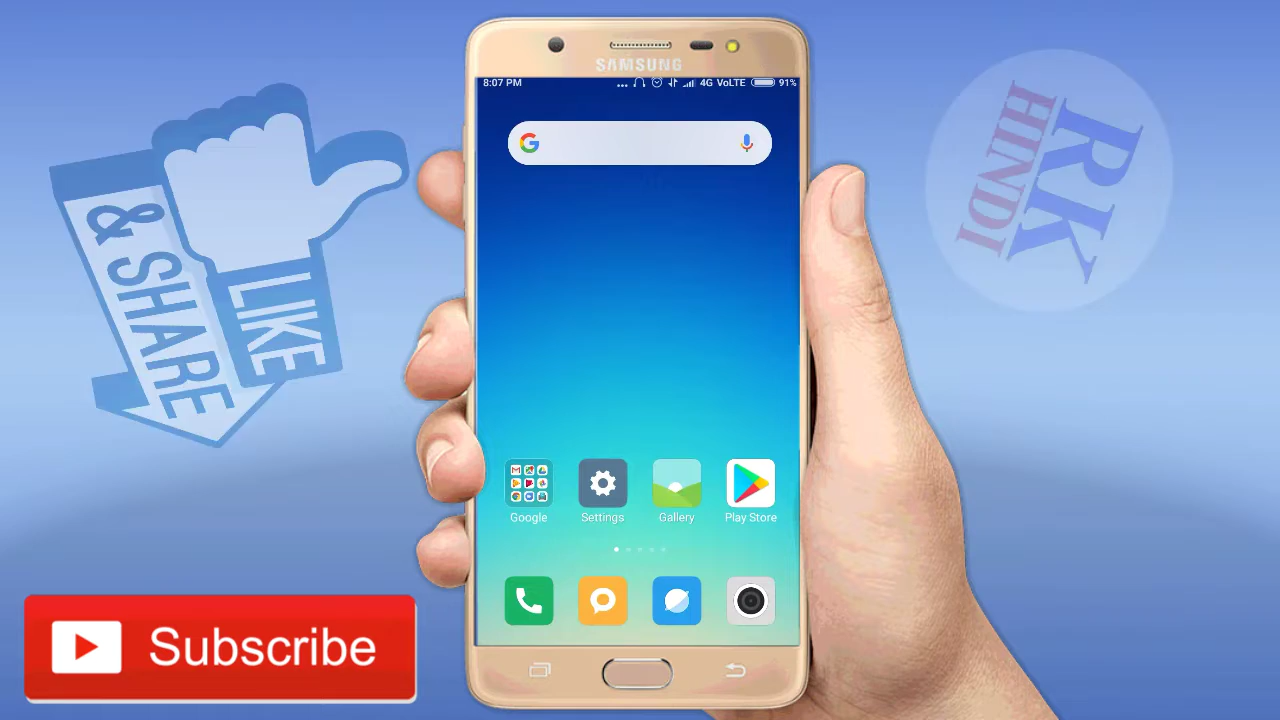 SAMSUNG
8:07 PM ... 4G VoLTE 91%
& SHARE
LIKE
RK
HINDI
Google Settings Gallery Play Store
Subscribe